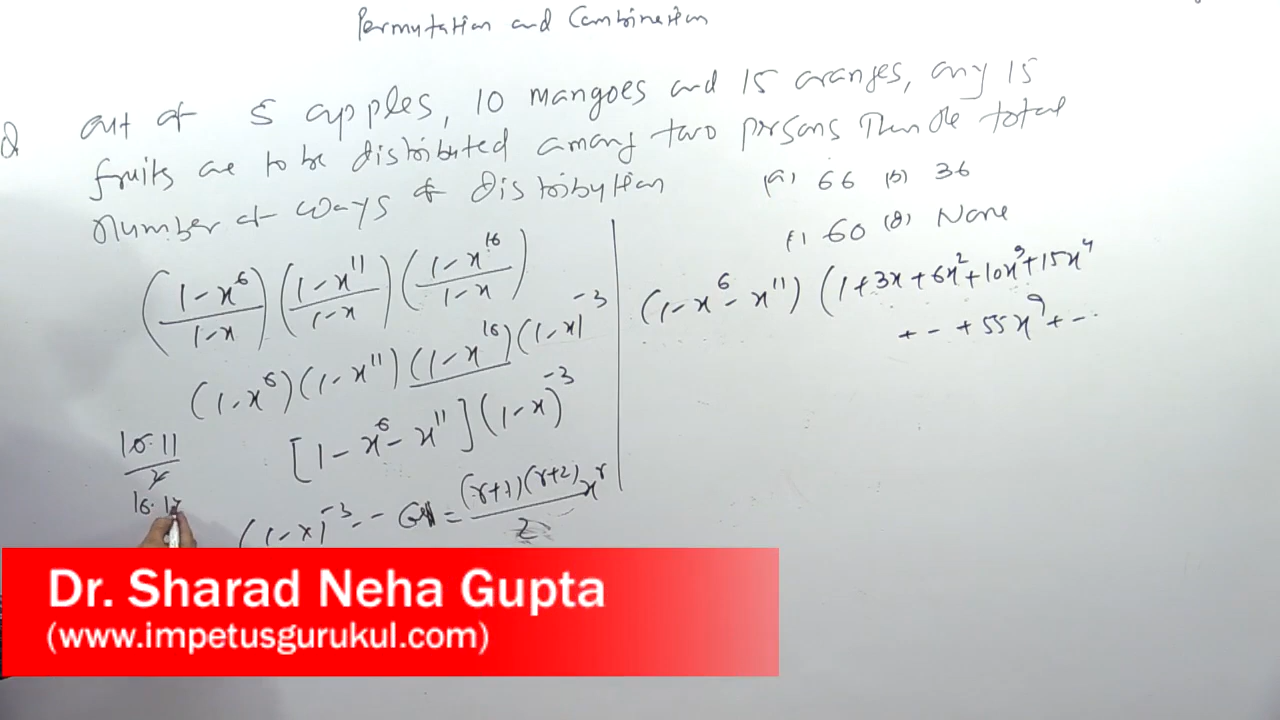 Permutation and Combination
Q out of 5 apples, 10 mangoes and 15 oranges, any 15
fruits are to be distributed among two persons Then the total
number of ways of distribution
(a) 66 (b) 36
(c) 60 (d) None
(1-x^6/1-x) (1-x^11/1-x) (1-x^16/1-x)
(1-x^6)(1-x^11)(1-x^16)(1-x)^-3
[1-x^6-x^11](1-x)^-3
(1-x)^-3 -- = (r+1)(r+2)/2 x^r
10.11/2
(1-x^6-x^11) (1+3x+6x^2+10x^3+15x^4
+--+55x^9+--
Dr. Sharad Neha Gupta
(www.impetusgurukul.com)